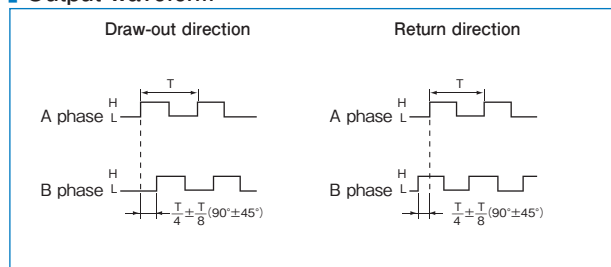 Output waveform
Draw-out direction
T
A phase H L
B phase H L
T/4 ± T/8 (90°±45°)
Return direction
T
A phase H L
B phase H L
T/4 ± T/8 (90°±45°)